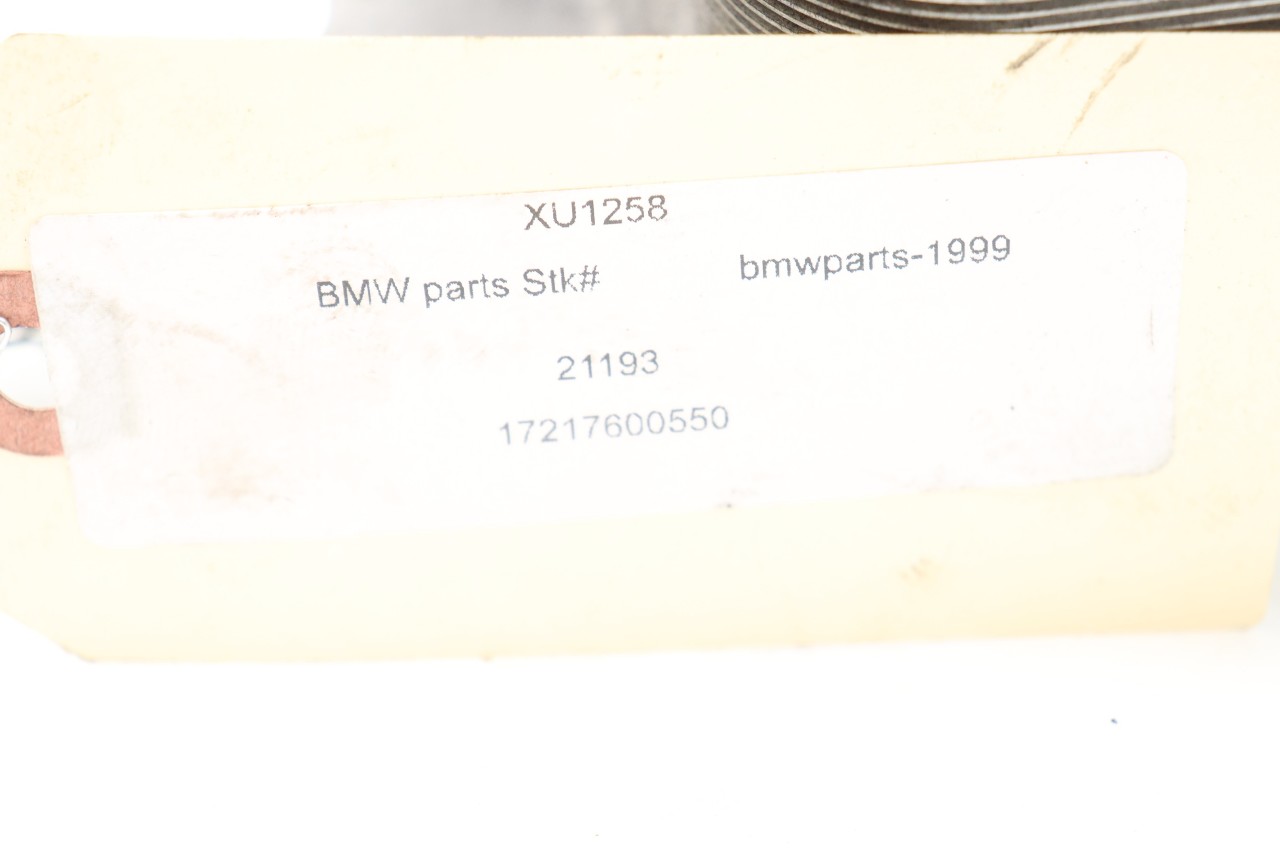 XU1258
BMW parts Stk# bmwparts-1999
21193
17217600550